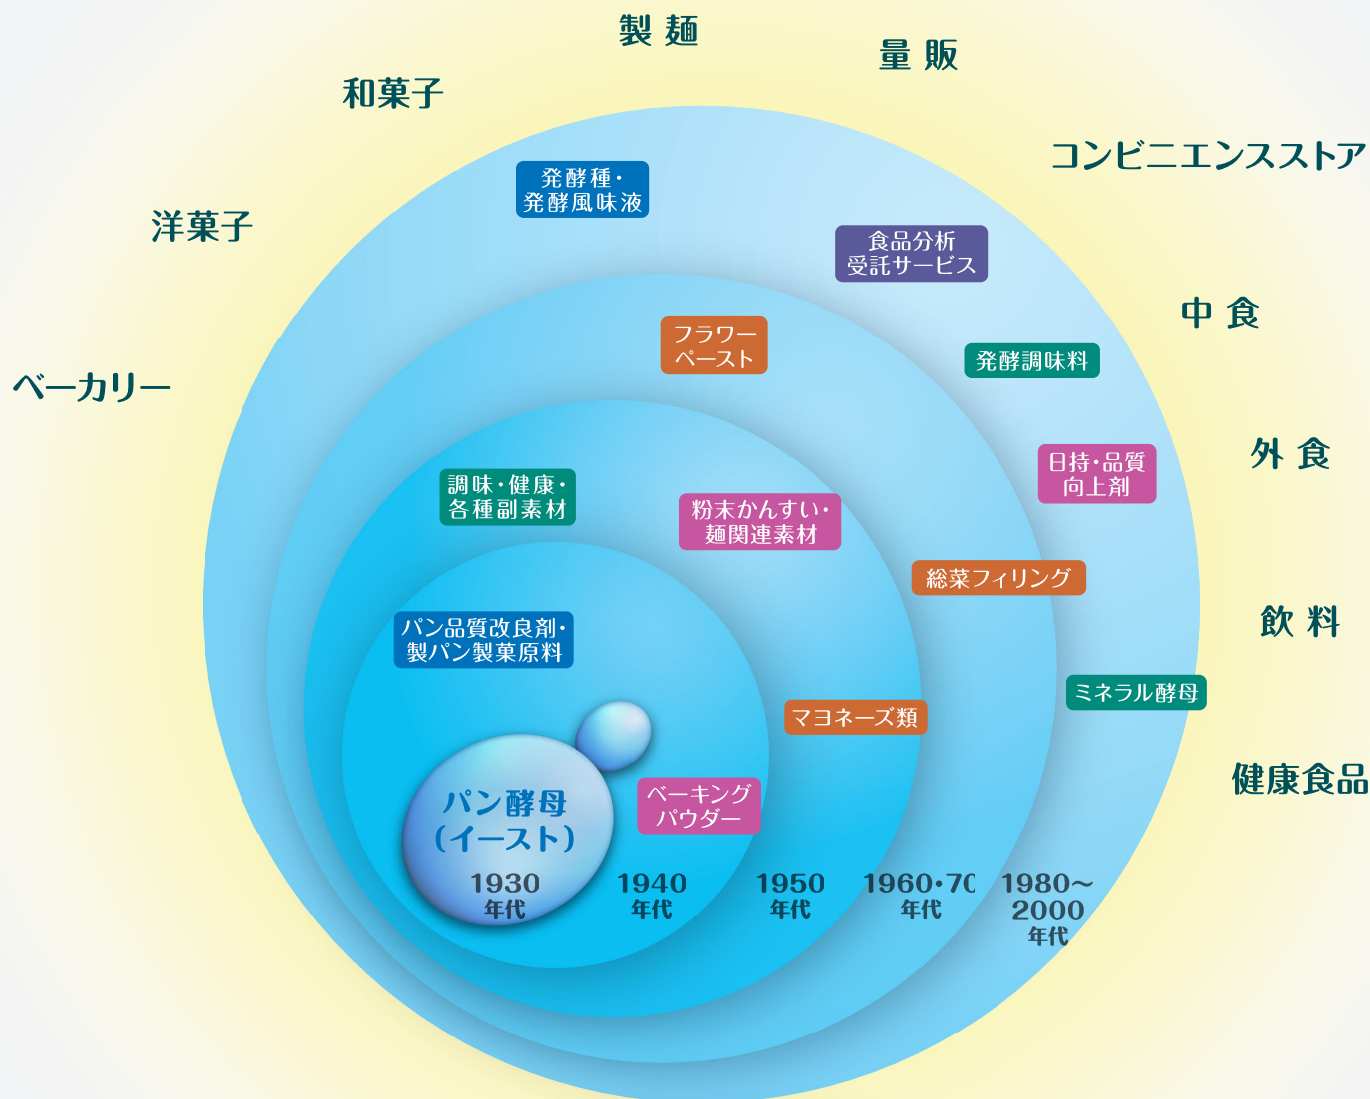 製麺
量販
和菓子
コンビニエンスストア
洋菓子
中食
ベーカリー
外食
飲料
健康食品
発酵種・
発酵風味液
食品分析
受託サービス
フラワー
ペースト
発酵調味料
日持・品質
向上剤
調味・健康・
各種副素材
粉末かんすい・
麺関連素材
総菜フィリング
パン品質改良剤・
製パン製菓原料
ミネラル酵母
マヨネーズ類
ベーキング
パウダー
パン酵母
(イースト)
1930
年代
1940
年代
1950
年代
1960・70
年代
1980〜
2000
年代